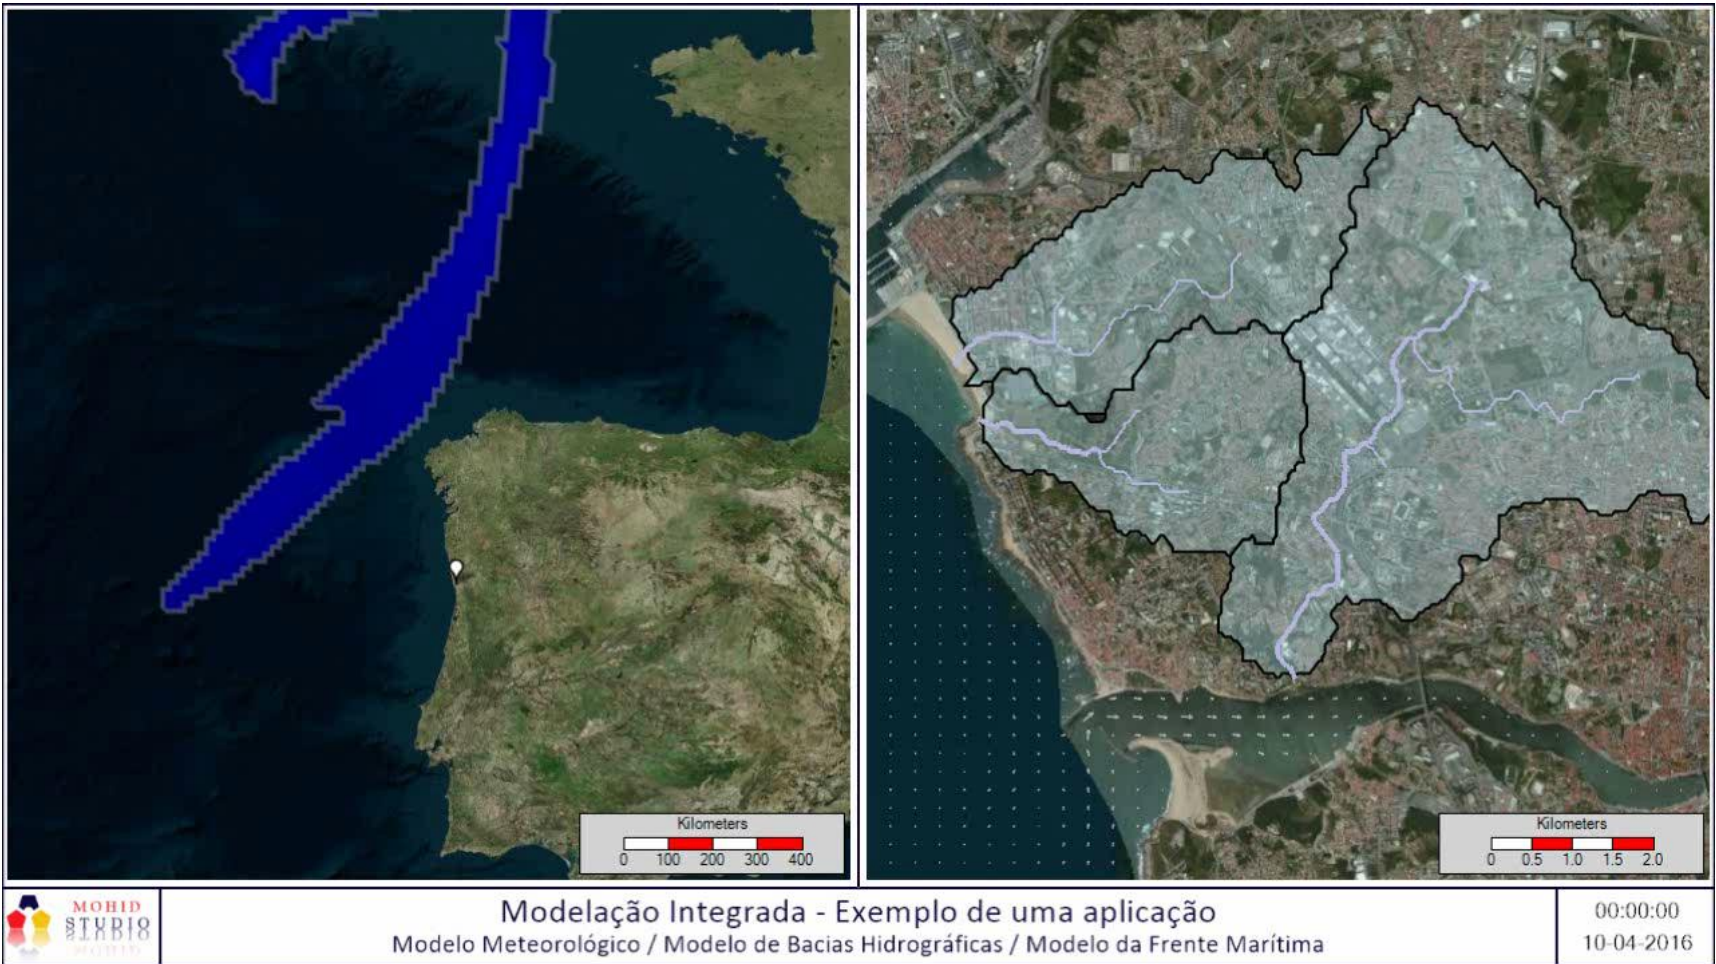 Kilometers
0 100 200 300 400
Kilometers
0 0.5 1.0 1.5 2.0
MOHID
STUDIO
Modelação Integrada - Exemplo de uma aplicação
Modelo Meteorológico / Modelo de Bacias Hidrográficas / Modelo da Frente Marítima
00:00:00
10-04-2016